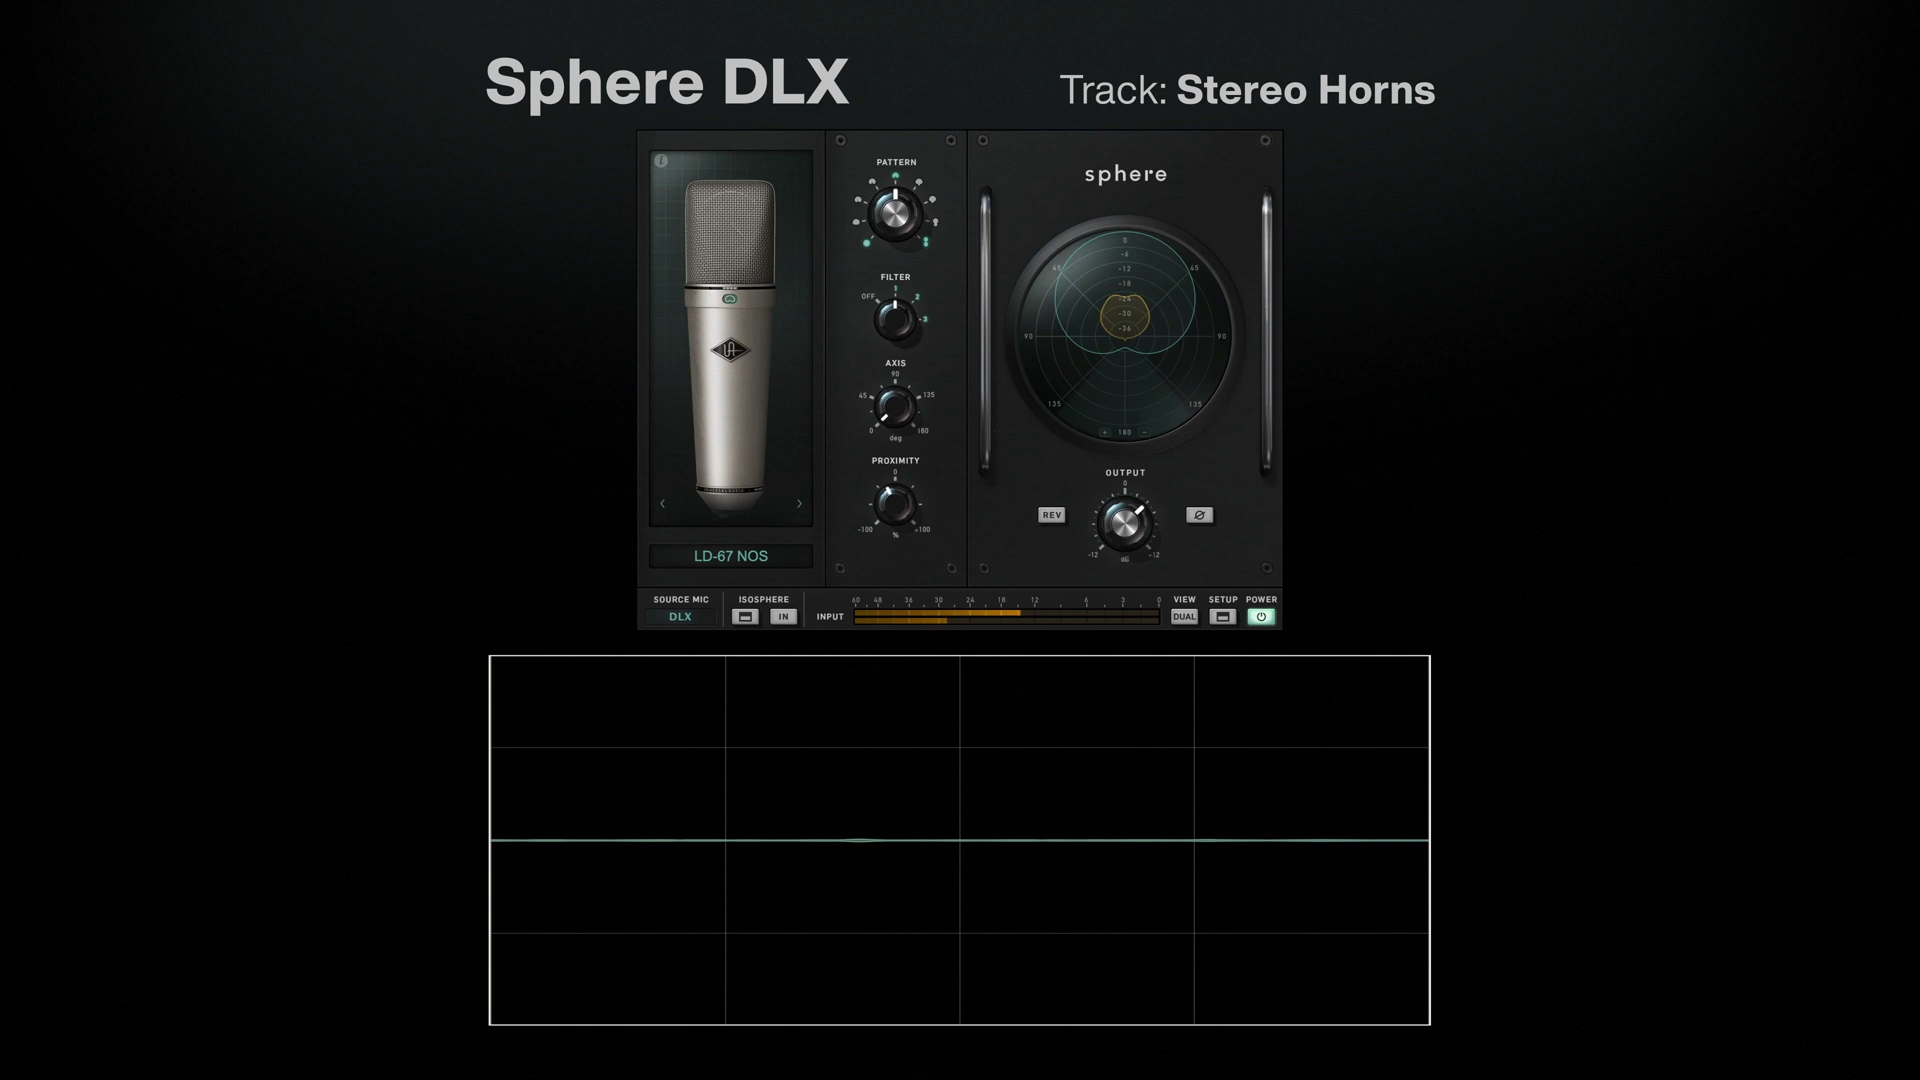 Sphere DLX
Track: Stereo Horns
i
PATTERN
FILTER
OFF 1 2 3
AXIS
90
45 135
0 180
deg
PROXIMITY
0
-100 +100
%
sphere
0
-6
45 -12 45
-18
-24
-30
-36
90 90
135 135
+ 180 -
OUTPUT
0
REV Ø
-12 +12
dB
UA
LD-67 NOS
SOURCE MIC ISOSPHERE 60 48 36 30 24 18 12 6 3 0 VIEW SETUP POWER
DLX IN INPUT DUAL